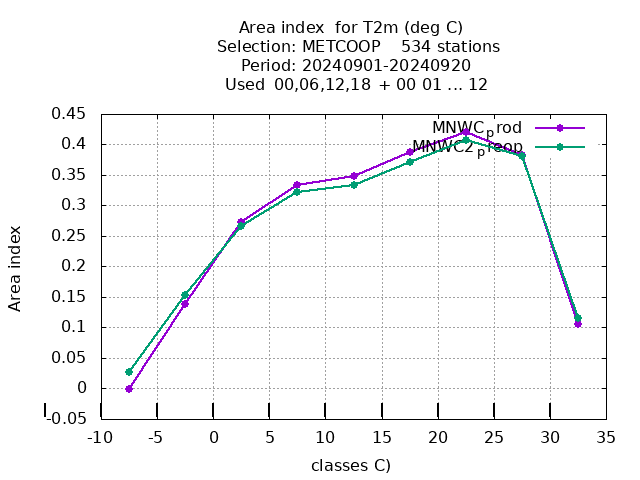 Area index  for T2m (deg C)
Selection: METCOOP    534 stations
Period: 20240901-20240920
Used  00,06,12,18 + 00 01 ... 12
0.45
0.4
0.35
0.3
0.25
0.2
0.15
0.1
0.05
0
-0.05
Area index
MNWC_prod
MNWC2_preop
-10 -5 0 5 10 15 20 25 30 35
classes C)